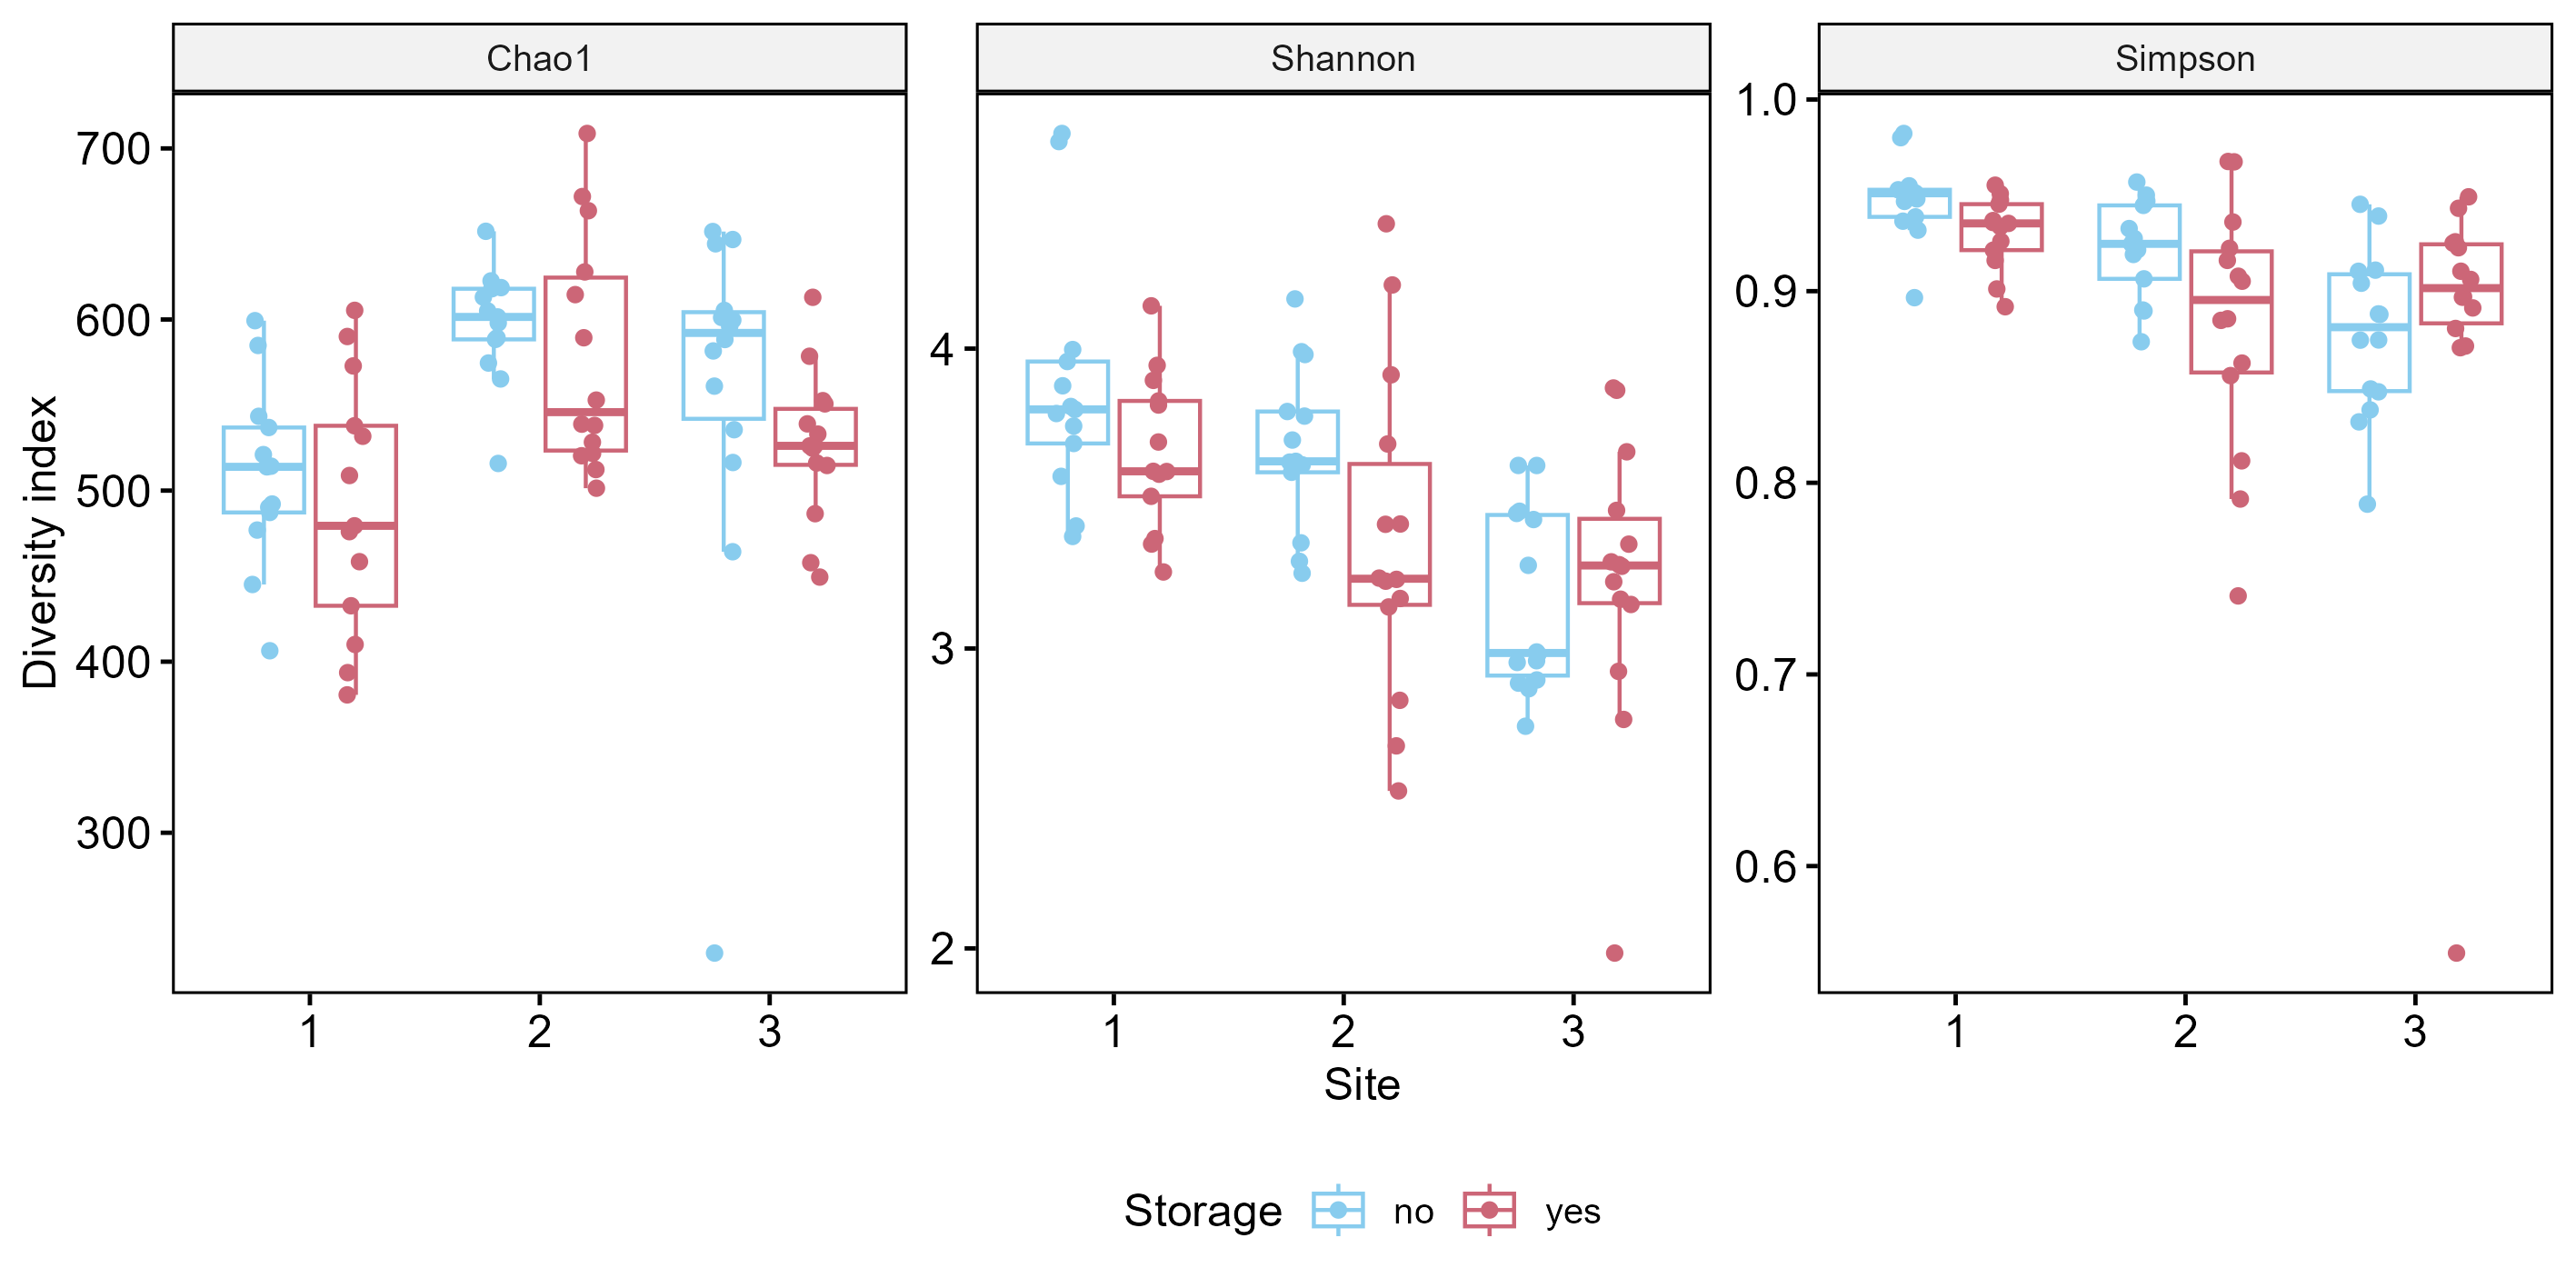 Chao1 Shannon Simpson
Diversity index
700
600
500
400
300
4
3
2
1.0
0.9
0.8
0.7
0.6
1 2 3 1 2 3 1 2 3
Site
Storage no yes